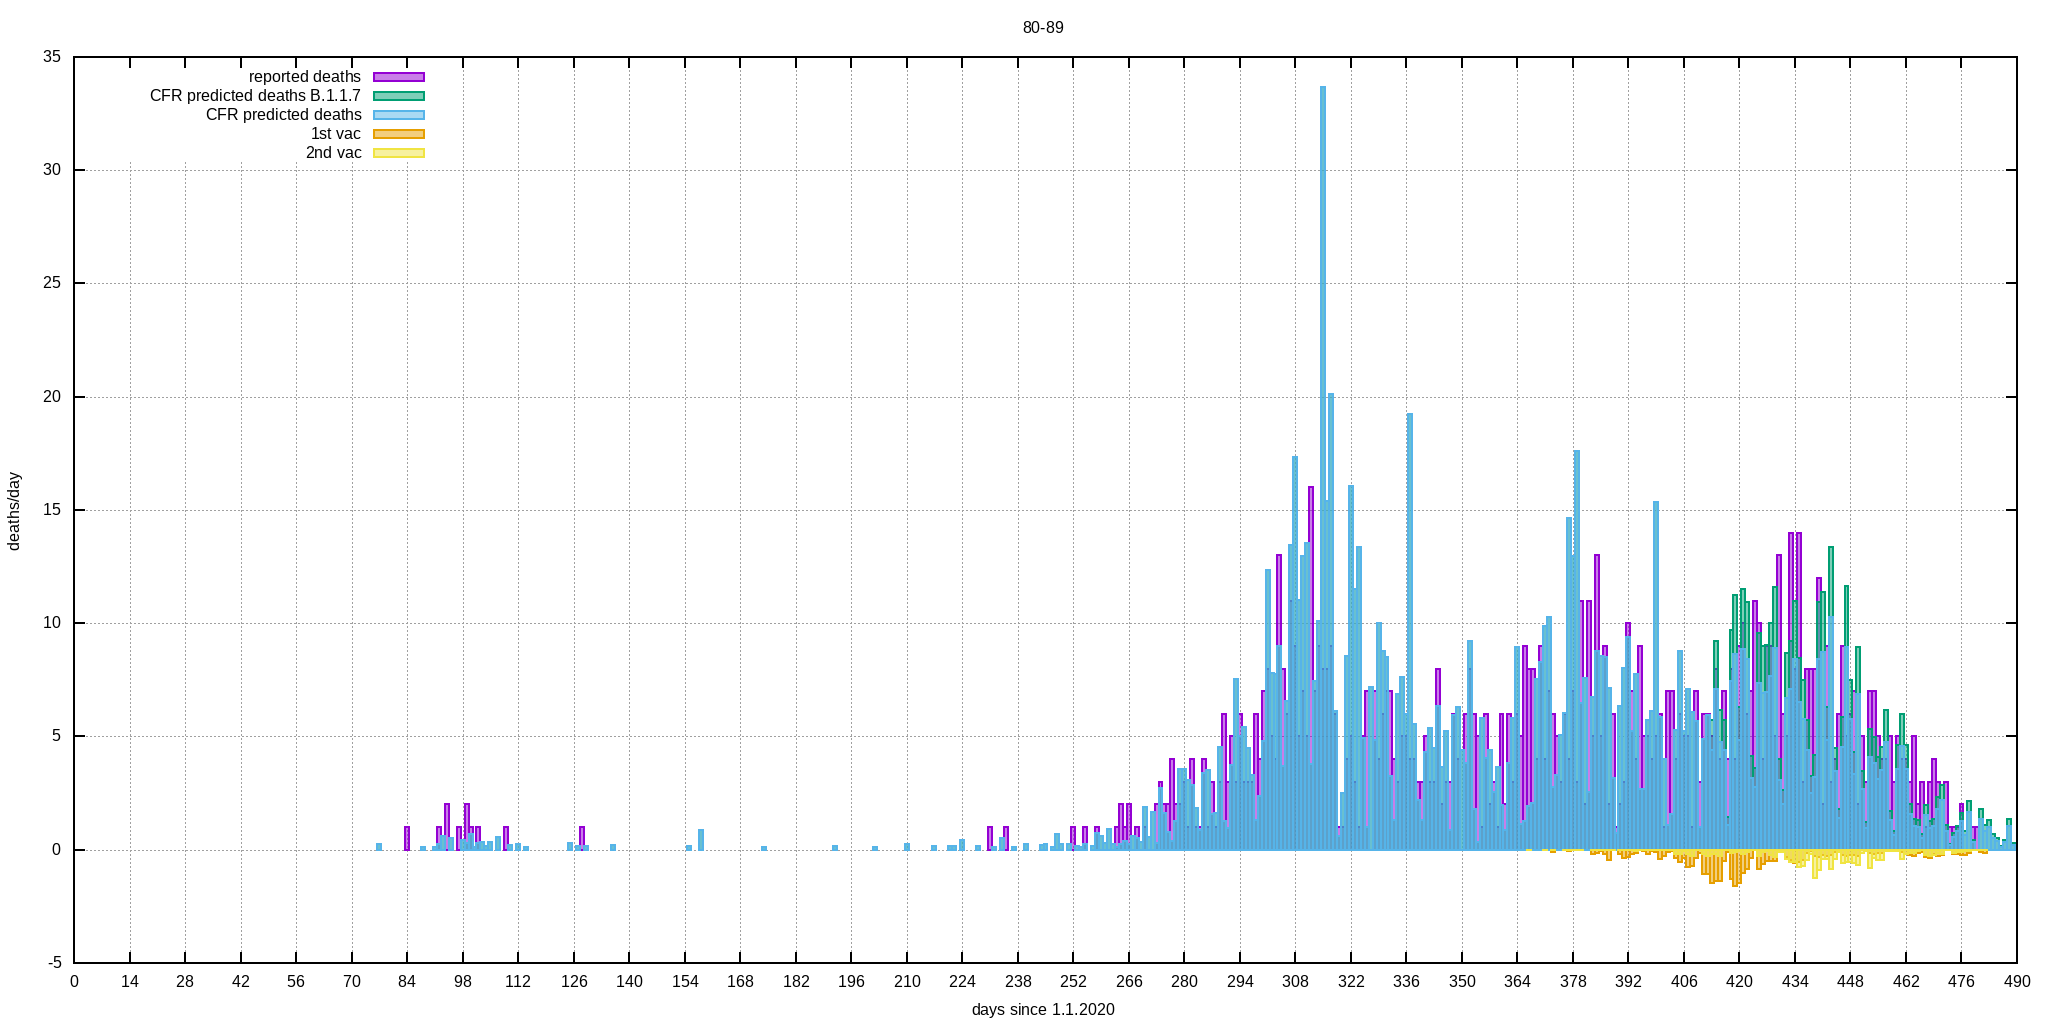 80-89
reported deaths
CFR predicted deaths B.1.1.7
CFR predicted deaths
1st vac
2nd vac
35
30
25
20
15
10
5
0
-5
deaths/day
0 14 28 42 56 70 84 98 112 126 140 154 168 182 196 210 224 238 252 266 280 294 308 322 336 350 364 378 392 406 420 434 448 462 476 490
days since 1.1.2020